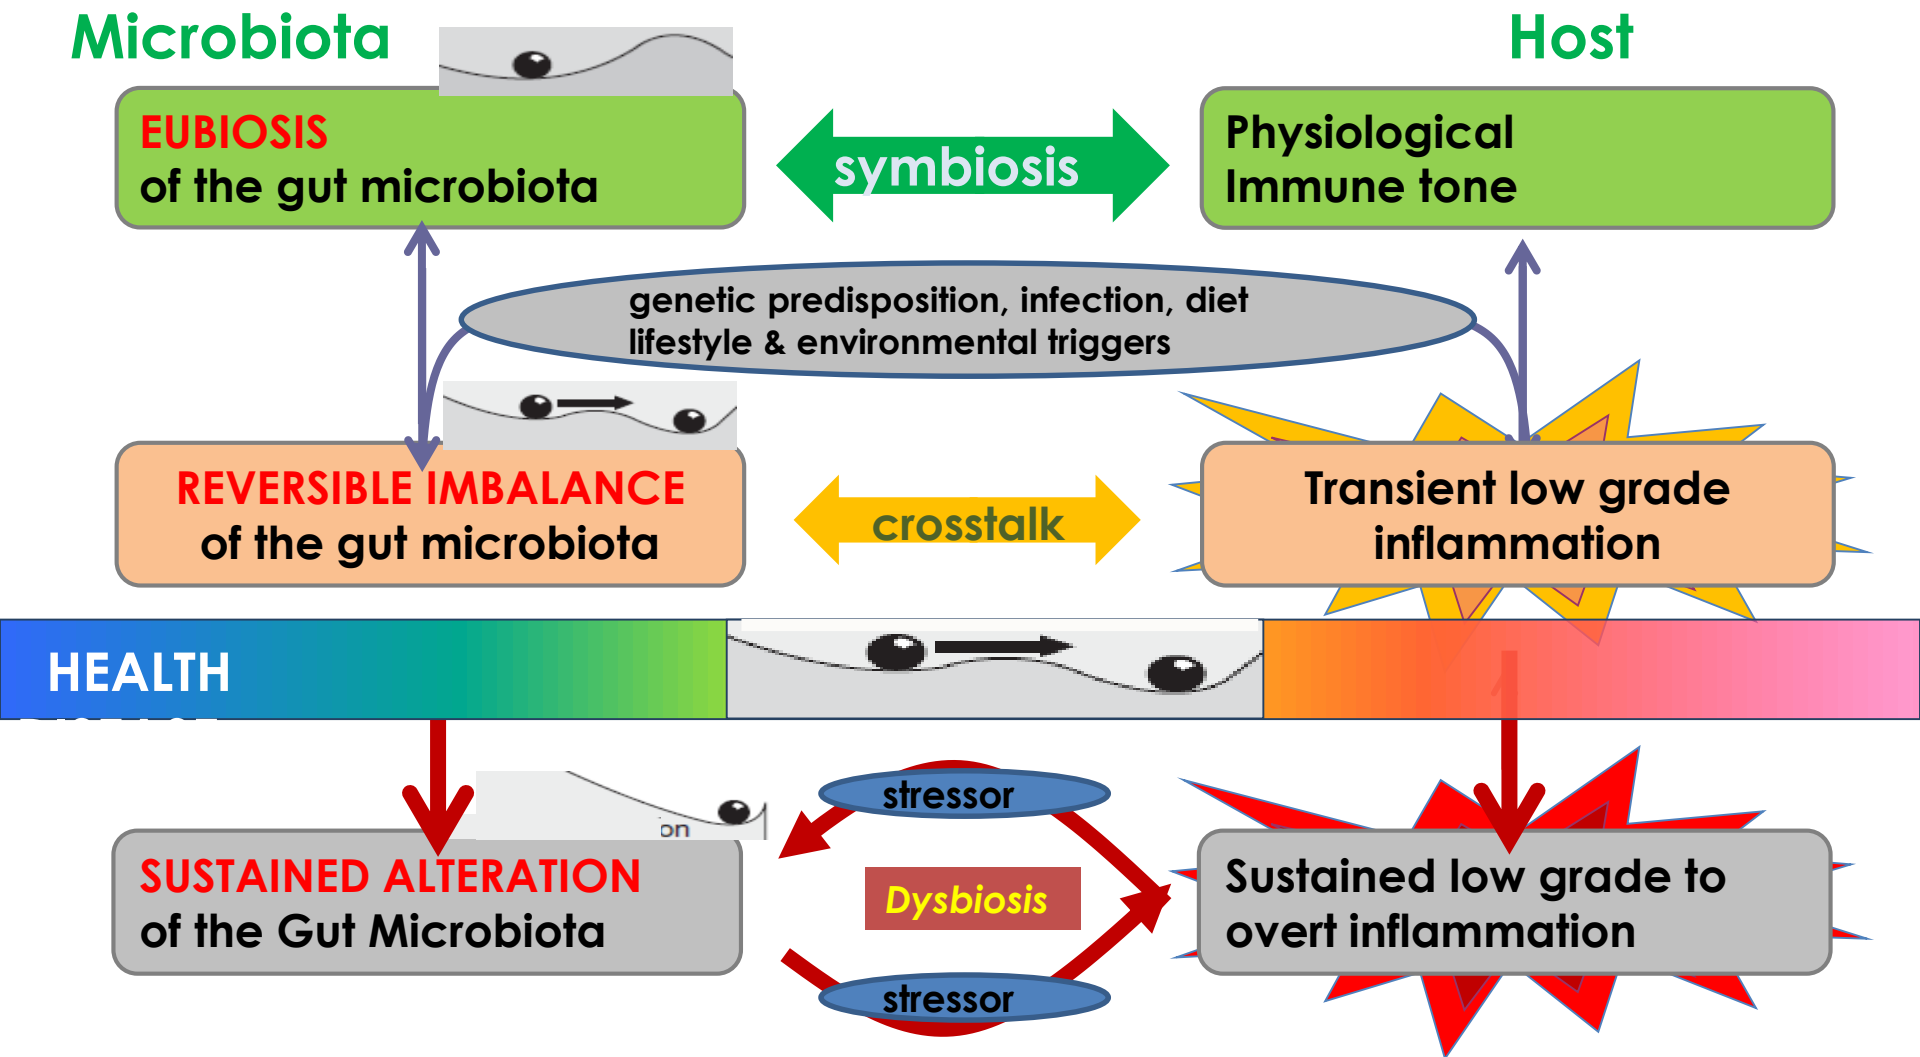 Microbiota
Host
EUBIOSIS
of the gut microbiota
symbiosis
Physiological
Immune tone
genetic predisposition, infection, diet
lifestyle & environmental triggers
REVERSIBLE IMBALANCE
of the gut microbiota
crosstalk
Transient low grade
inflammation
HEALTH
stressor
on
SUSTAINED ALTERATION
of the Gut Microbiota
Dysbiosis
Sustained low grade to
overt inflammation
stressor